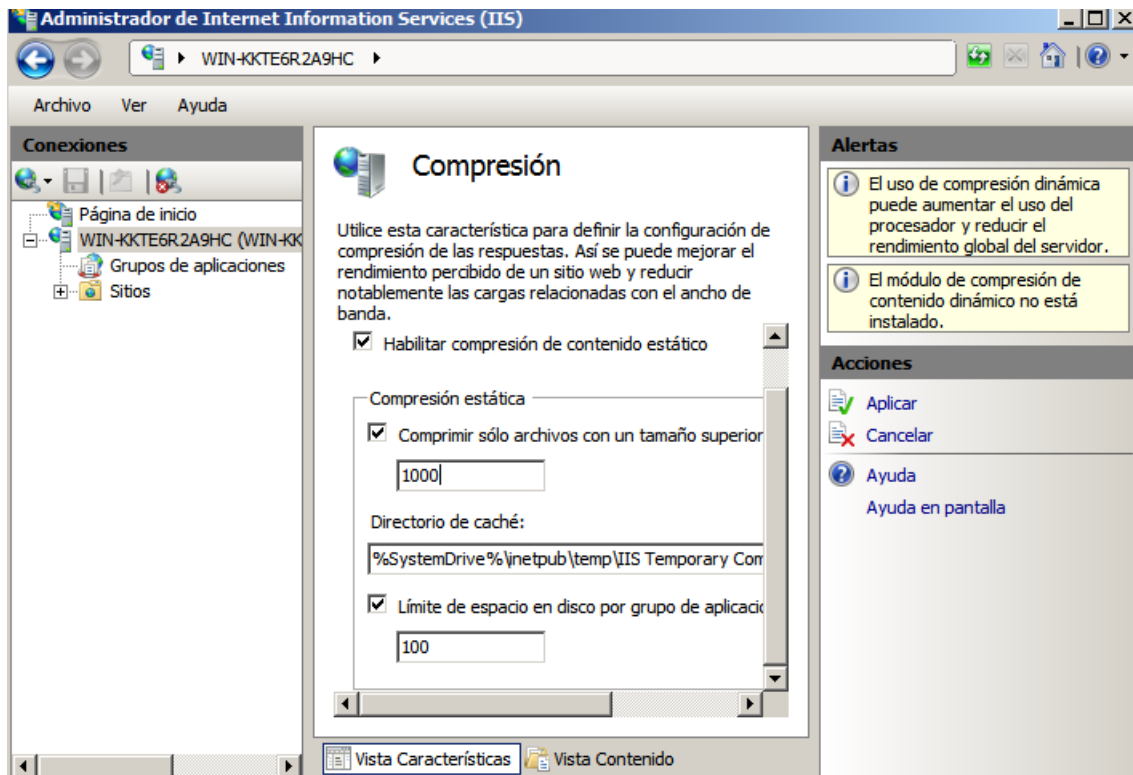 Administrador de Internet Information Services (IIS)
WIN-KKTE6R2A9HC
Archivo Ver Ayuda
Conexiones
Página de inicio
WIN-KKTE6R2A9HC (WIN-KK
Grupos de aplicaciones
Sitios
Compresión
Utilice esta característica para definir la configuración de
compresión de las respuestas. Así se puede mejorar el
rendimiento percibido de un sitio web y reducir
notablemente las cargas relacionadas con el ancho de
banda.
Habilitar compresión de contenido estático
Compresión estática
Comprimir sólo archivos con un tamaño superior
1000
Directorio de caché:
%SystemDrive%\inetpub\temp\IIS Temporary Com
Límite de espacio en disco por grupo de aplicacio
100
Vista Características Vista Contenido
Alertas
El uso de compresión dinámica
puede aumentar el uso del
procesador y reducir el
rendimiento global del servidor.
El módulo de compresión de
contenido dinámico no está
instalado.
Acciones
Aplicar
Cancelar
Ayuda
Ayuda en pantalla